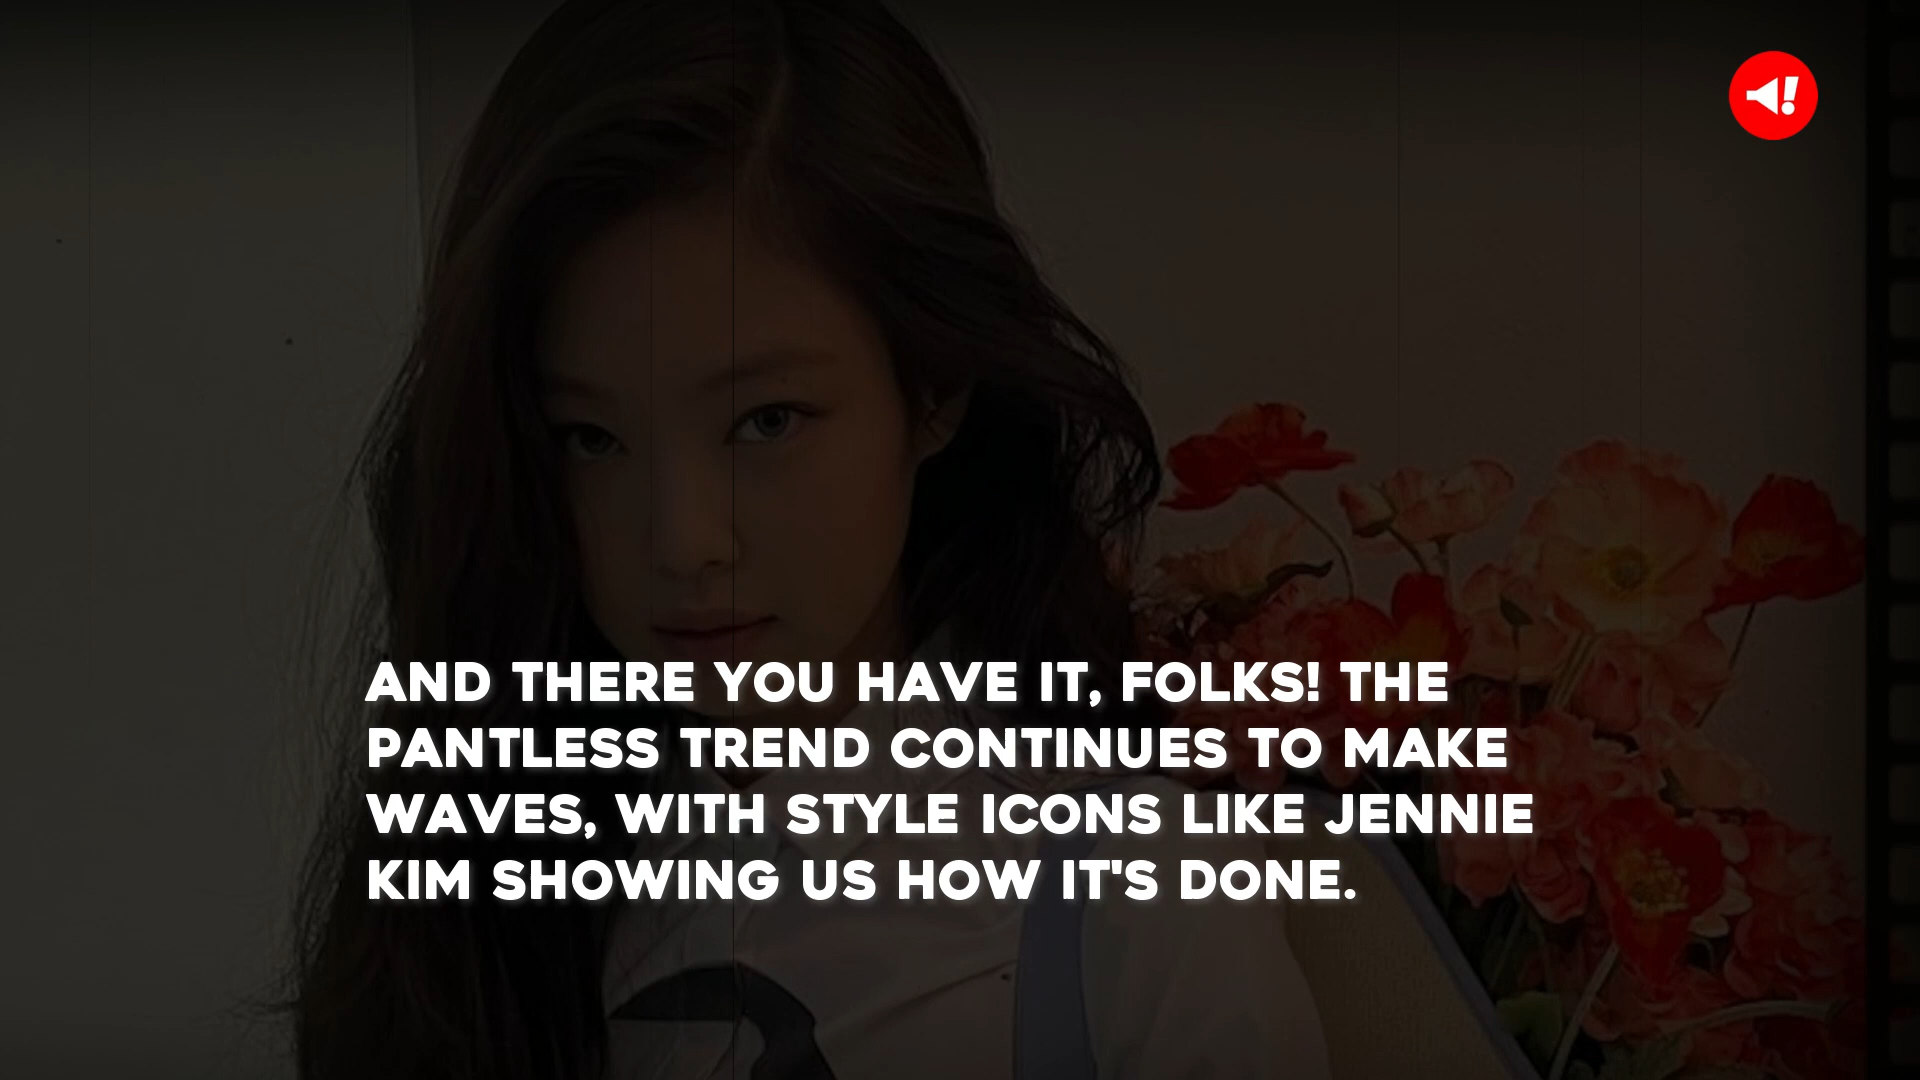 AND THERE YOU HAVE IT, FOLKS! THE
PANTLESS TREND CONTINUES TO MAKE
WAVES, WITH STYLE ICONS LIKE JENNIE
KIM SHOWING US HOW IT'S DONE.